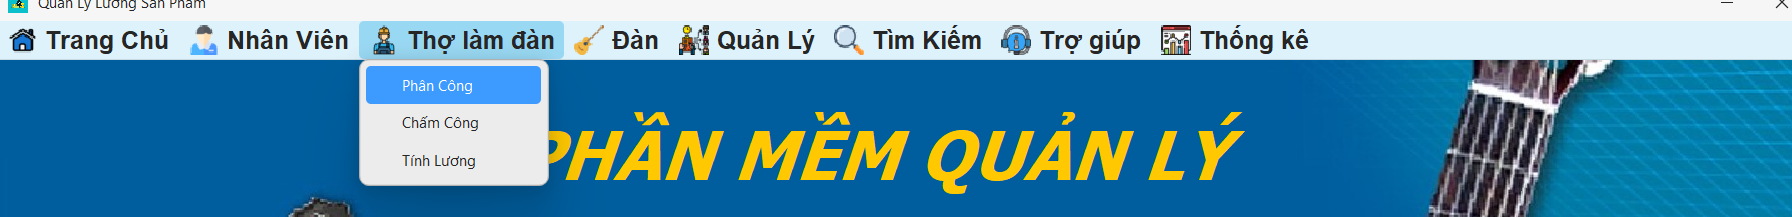 Quản Lý Lương Sản Phẩm
Trang Chủ Nhân Viên Thợ làm đàn Đàn Quản Lý Tìm Kiếm Trợ giúp Thống kê
Phân Công
Chấm Công
Tính Lương
PHẦN MỀM QUẢN LÝ